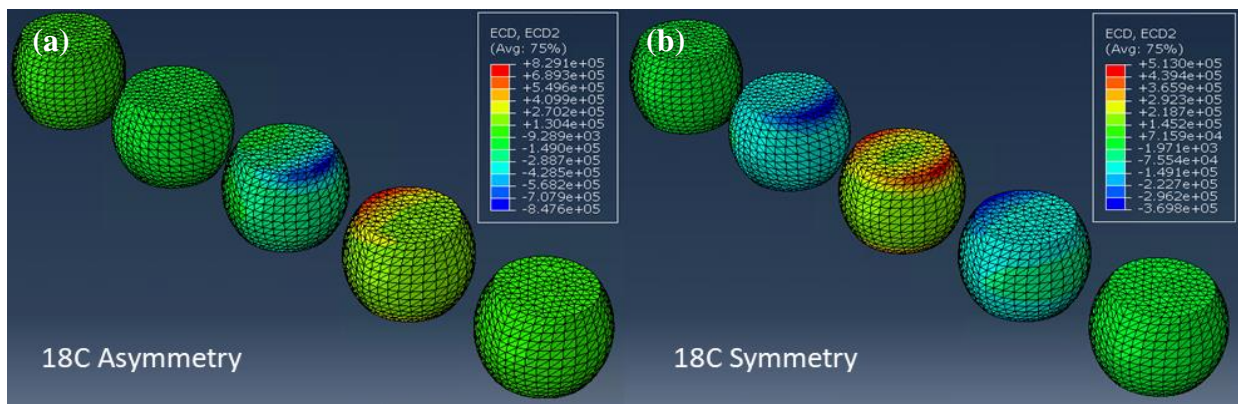 (a)
ECD, ECD2
(Avg: 75%)
+8.291e+05
+6.893e+05
+5.496e+05
+4.099e+05
+2.702e+05
+1.304e+05
-9.289e+03
-1.490e+05
-2.887e+05
-4.285e+05
-5.682e+05
-7.079e+05
-8.476e+05
18C Asymmetry
(b)
ECD, ECD2
(Avg: 75%)
+5.130e+05
+4.394e+05
+3.659e+05
+2.923e+05
+2.187e+05
+1.452e+05
+7.159e+04
-1.971e+03
-7.554e+04
-1.491e+05
-2.227e+05
-2.962e+05
-3.698e+05
18C Symmetry